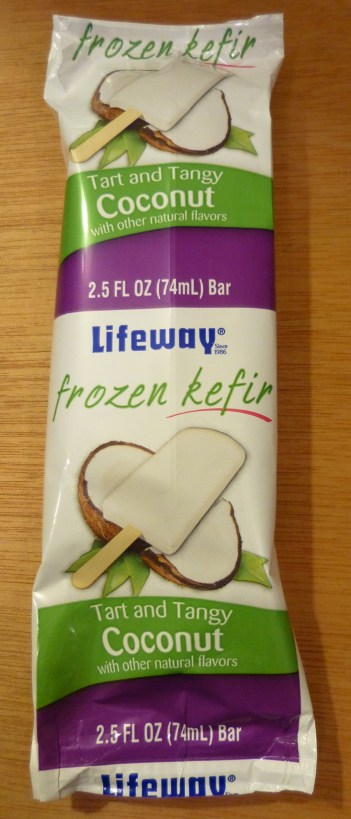 frozen kefir
Tart and Tangy
Coconut
with other natural flavors
2.5 FL OZ (74mL) Bar
Lifeway®
Since
1986
frozen kefir
Tart and Tangy
Coconut
with other natural flavors
2.5 FL OZ (74mL) Bar
Lifeway®